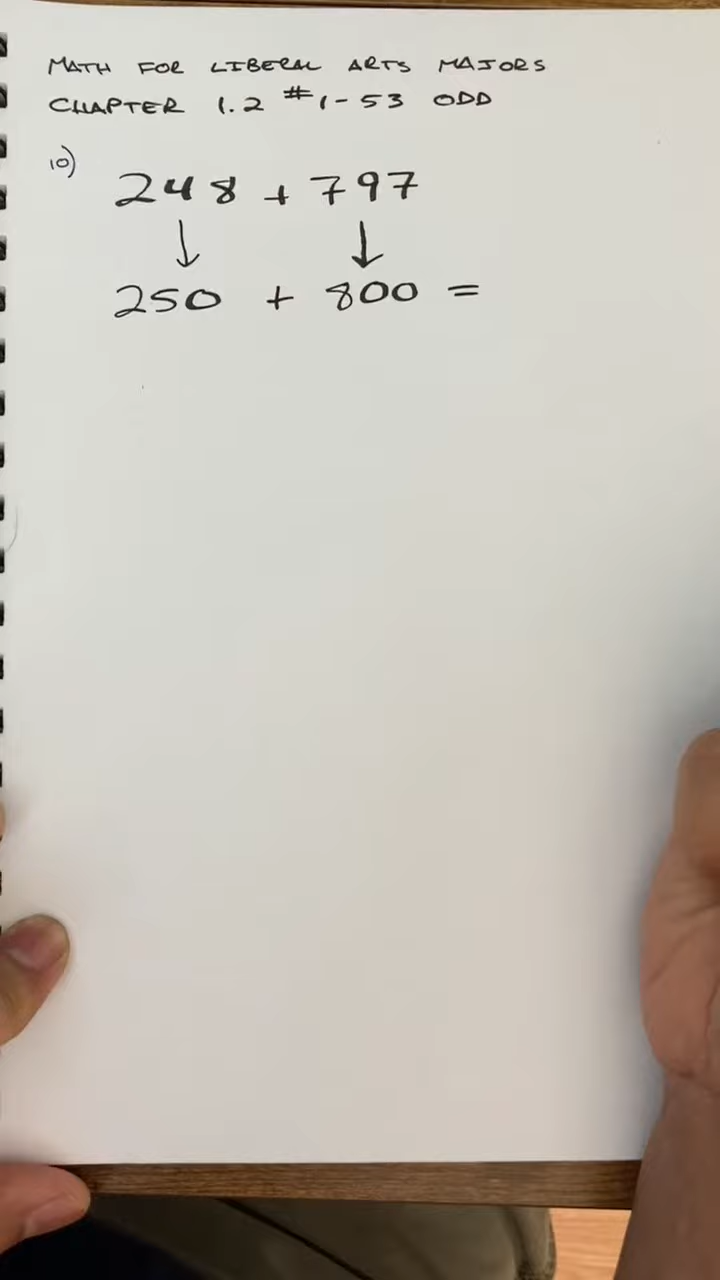 MATH FOR LIBERAL ARTS MAJORS
CHAPTER 1.2 #1-53 ODD
10) 248 + 797
↓ ↓
250 + 800 =